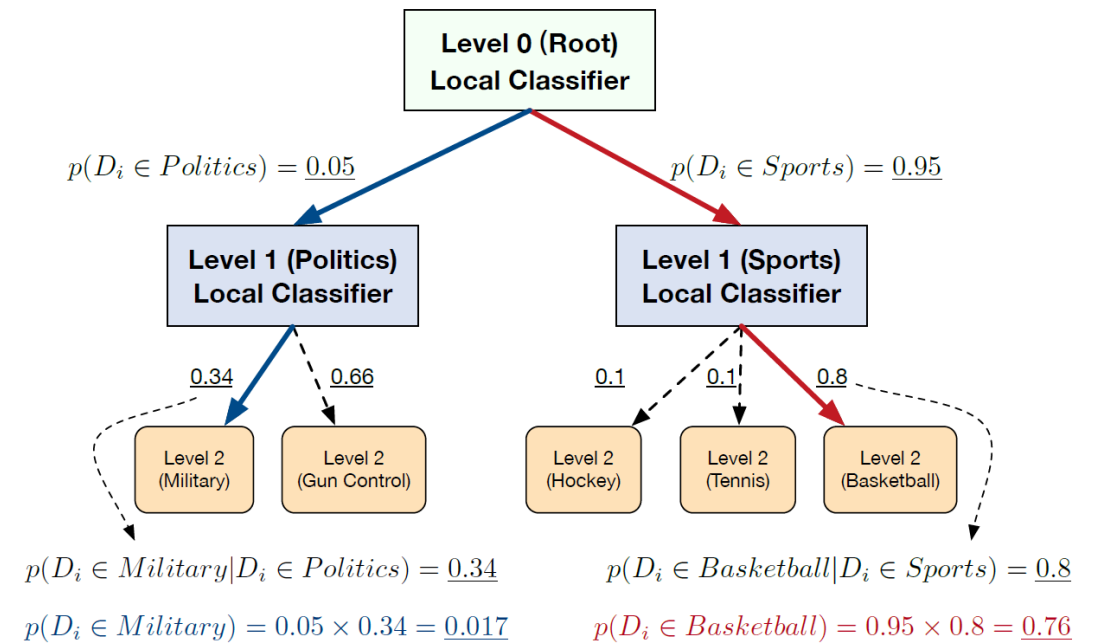 Level 0 (Root)
Local Classifier
p(D_i ∈ Politics) = 0.05
p(D_i ∈ Sports) = 0.95
Level 1 (Politics)
Local Classifier
Level 1 (Sports)
Local Classifier
0.34
0.66
0.1
0.1
0.8
Level 2
(Military)
Level 2
(Gun Control)
Level 2
(Hockey)
Level 2
(Tennis)
Level 2
(Basketball)
p(D_i ∈ Military|D_i ∈ Politics) = 0.34
p(D_i ∈ Basketball|D_i ∈ Sports) = 0.8
p(D_i ∈ Military) = 0.05 × 0.34 = 0.017
p(D_i ∈ Basketball) = 0.95 × 0.8 = 0.76